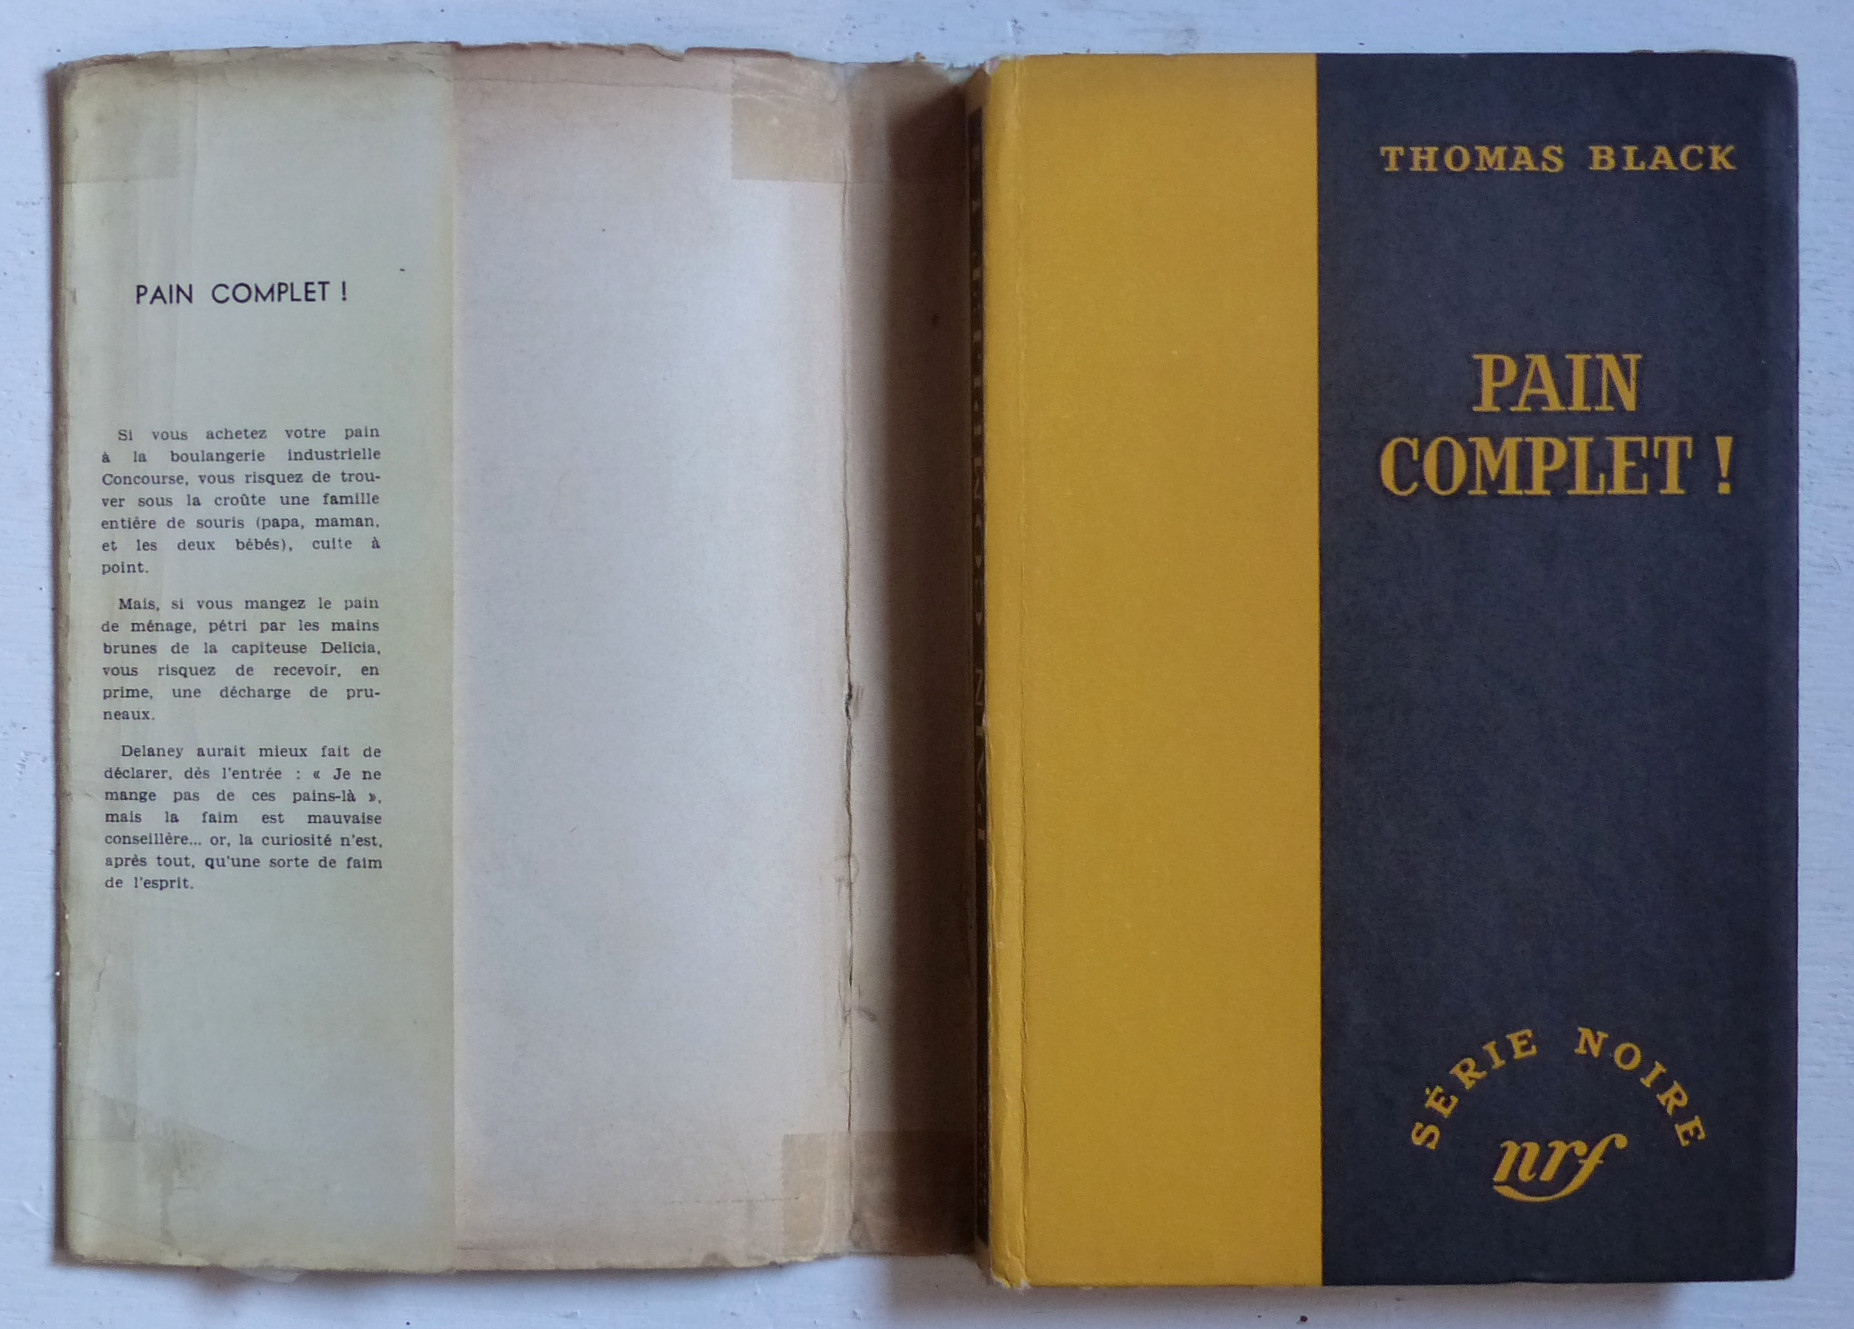 PAIN COMPLET !
Si vous achetez votre pain
à la boulangerie industrielle
Concourse, vous risquez de trou-
ver sous la croûte une famille
entière de souris (papa, maman,
et les deux bébés), cuite à
point.
Mais, si vous mangez le pain
de ménage, pétri par les mains
brunes de la capiteuse Delicia,
vous risquez de recevoir, en
prime, une décharge de pru-
neaux.
Delaney aurait mieux fait de
déclarer, dès l'entrée : « Je ne
mange pas de ces pains-là »,
mais la faim est mauvaise
conseillère... or, la curiosité n'est,
après tout, qu'une sorte de faim
de l'esprit.
THOMAS BLACK
PAIN
COMPLET !
SÉRIE NOIRE
nrf